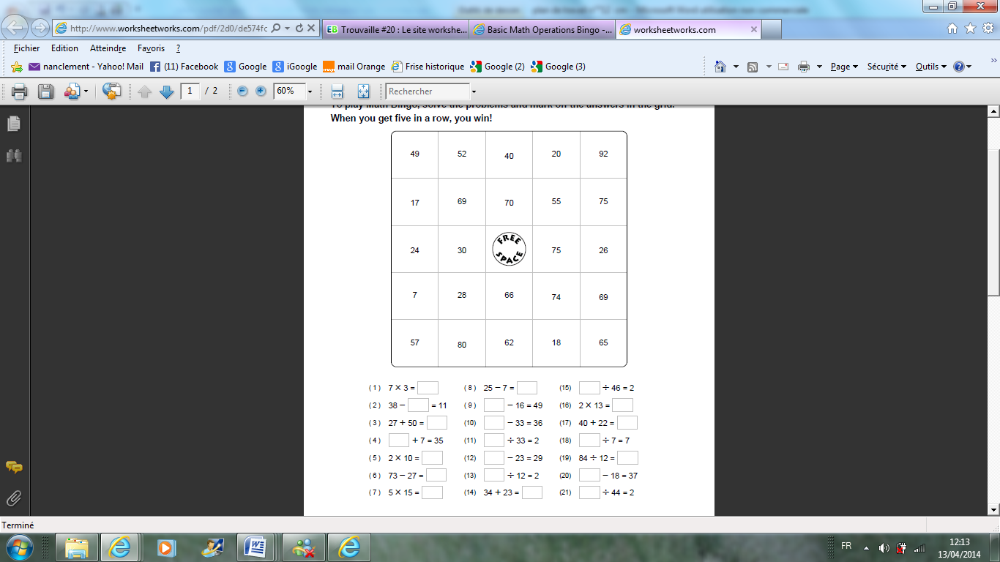 http://www.worksheetworks.com/pdf/2d0/de574fc
Trouvaille #20 : Le site workshe...
Basic Math Operations Bingo -...
worksheetworks.com
Fichier Edition Atteindre Favoris ?
nanclement - Yahoo! Mail (11) Facebook Google iGoogle mail Orange Frise historique Google (2) Google (3) Page Sécurité Outils
1 / 2 60% Rechercher
To play Math Bingo, solve the problems and mark off the answers in the grid.
When you get five in a row, you win!
49 52 40 20 92
17 69 70 55 75
24 30 FREE SPACE 75 26
7 28 66 74 69
57 80 62 18 65
(1) 7 × 3 =
(2) 38 − = 11
(3) 27 + 50 =
(4) + 7 = 35
(5) 2 × 10 =
(6) 73 − 27 =
(7) 5 × 15 =
(8) 25 − 7 =
(9) − 16 = 49
(10) − 33 = 36
(11) ÷ 33 = 2
(12) − 23 = 29
(13) ÷ 12 = 2
(14) 34 + 23 =
(15) ÷ 46 = 2
(16) 2 × 13 =
(17) 40 + 22 =
(18) ÷ 7 = 7
(19) 84 ÷ 12 =
(20) − 18 = 37
(21) ÷ 44 = 2
Terminé
FR 12:13
13/04/2014